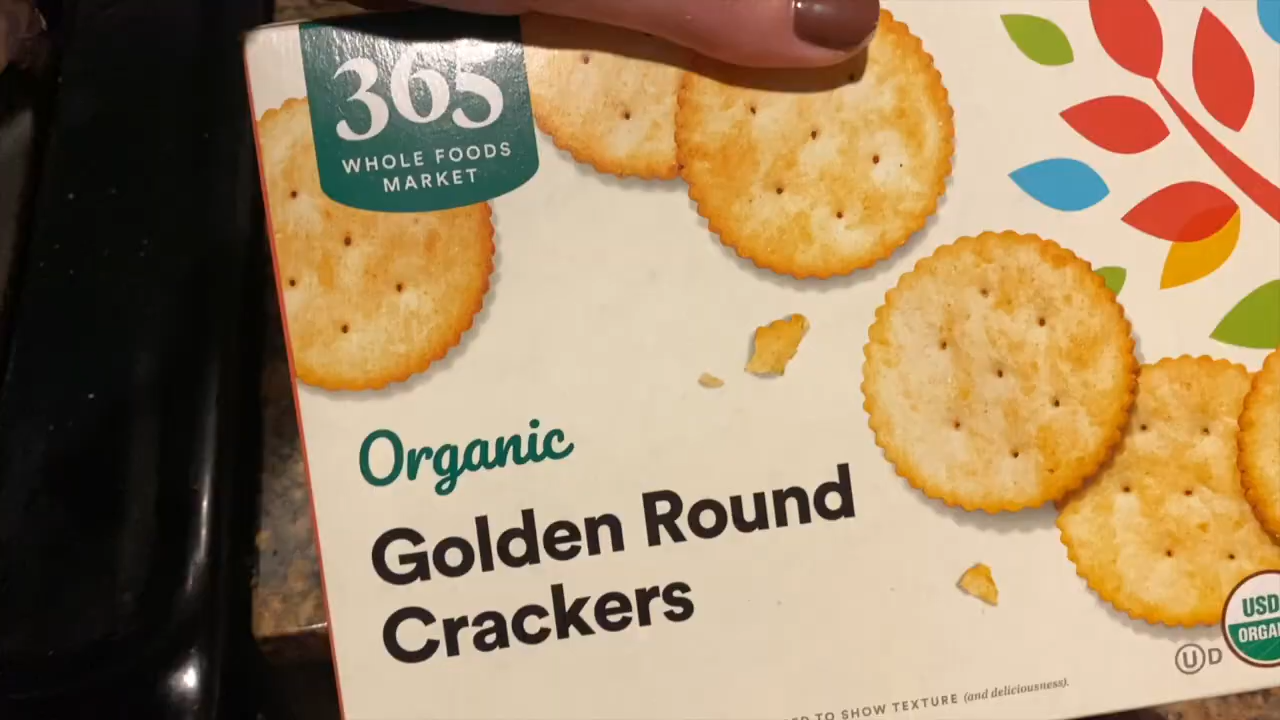 365
WHOLE FOODS
MARKET
Organic
Golden Round
Crackers
USD
ORGA
U D
TO SHOW TEXTURE (and deliciousness).